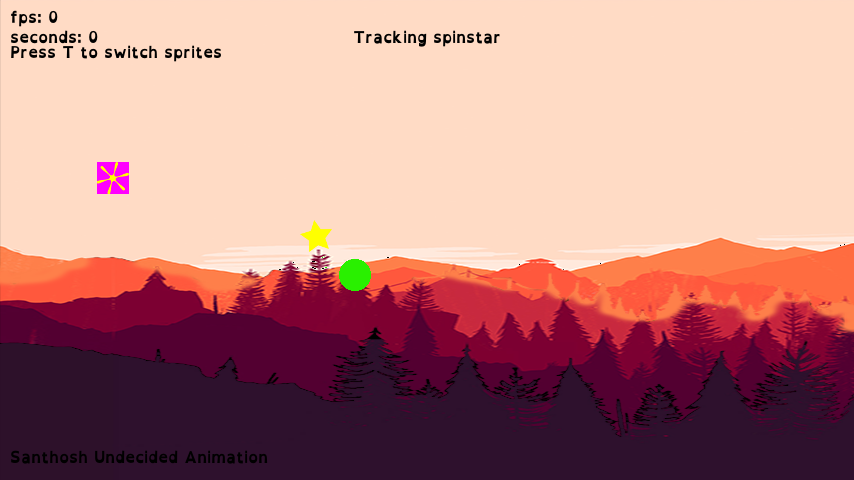 fps: 0
seconds: 0
Tracking spinstar
Press T to switch sprites
Santhosh Undecided Animation